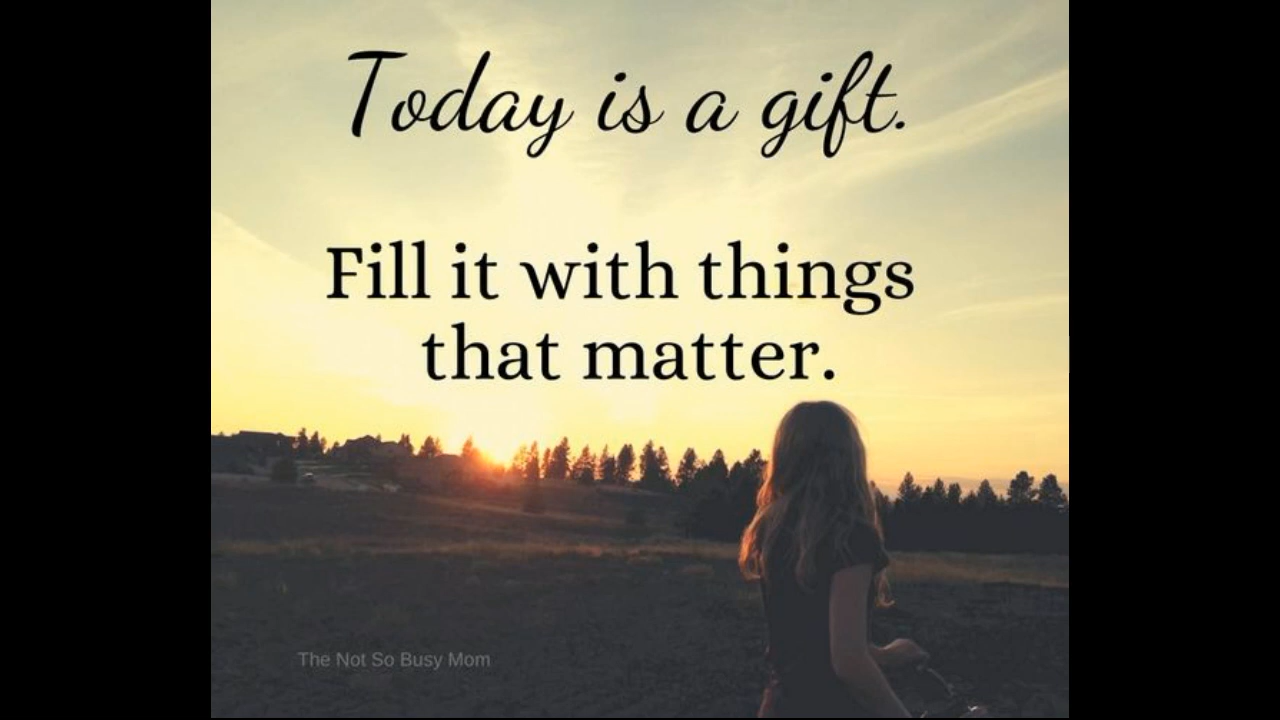 Today is a gift.
Fill it with things
that matter.
The Not So Busy Mom